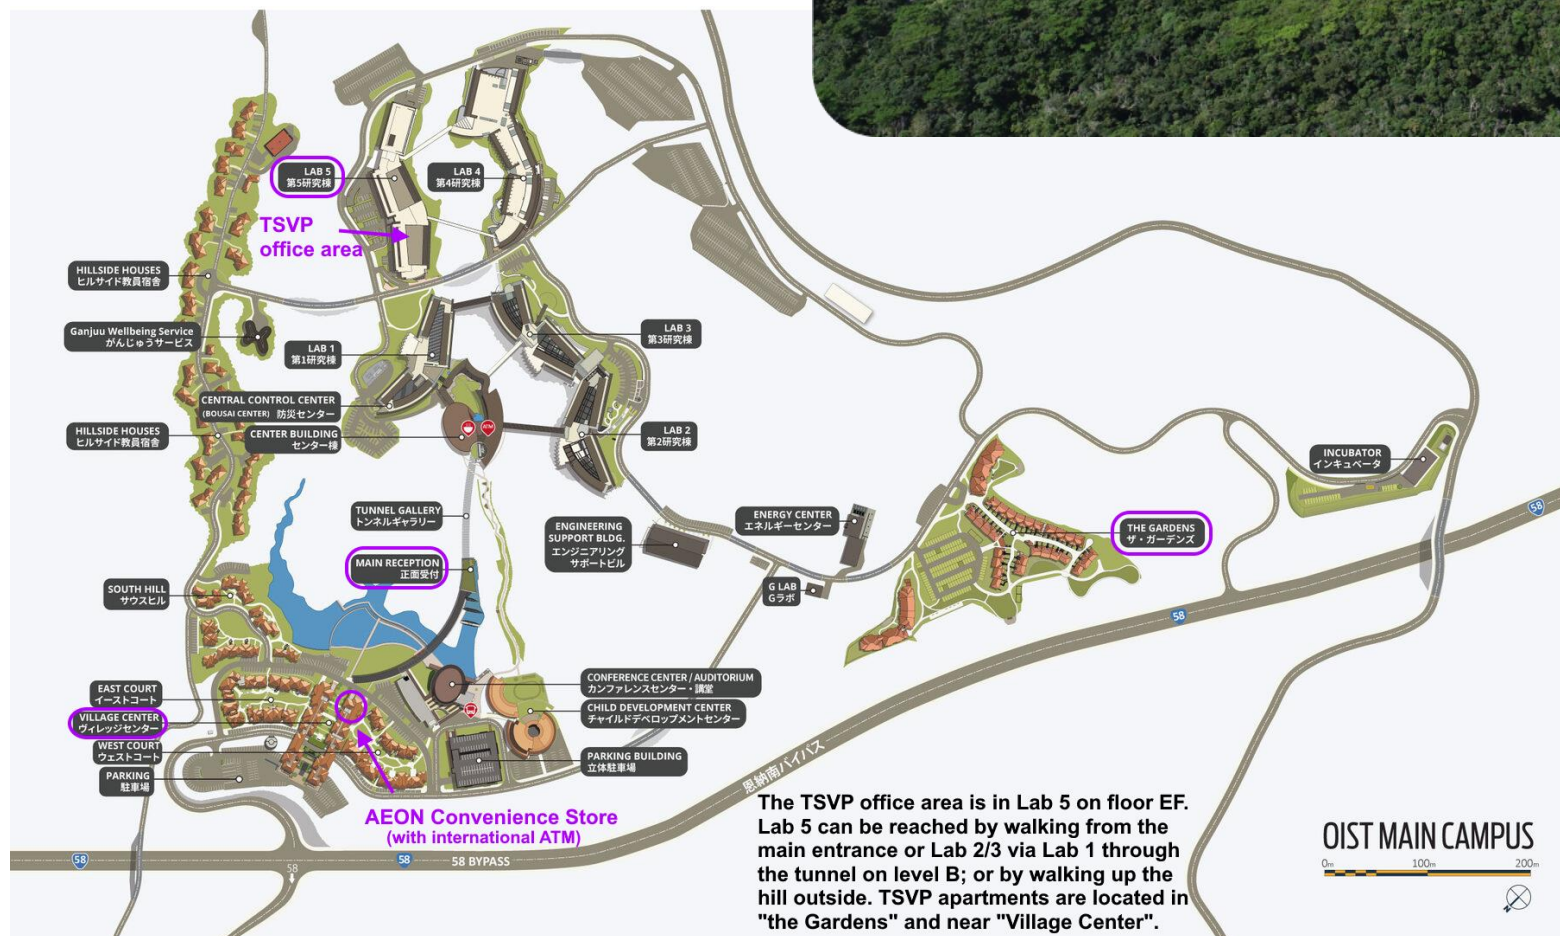 LAB 5
第5研究棟
LAB 4
第4研究棟
TSVP
office area
HILLSIDE HOUSES
ヒルサイド教員宿舎
Ganjuu Wellbeing Service
がんじゅうサービス
LAB 1
第1研究棟
LAB 3
第3研究棟
CENTRAL CONTROL CENTER
(BOUSAI CENTER) 防災センター
HILLSIDE HOUSES
ヒルサイド教員宿舎
CENTER BUILDING
センター棟
ATM
LAB 2
第2研究棟
INCUBATOR
インキュベータ
TUNNEL GALLERY
トンネルギャラリー
ENGINEERING
SUPPORT BLDG.
エンジニアリング
サポートビル
ENERGY CENTER
エネルギーセンター
THE GARDENS
ザ・ガーデンズ
58
MAIN RECEPTION
正面受付
SOUTH HILL
サウスヒル
G LAB
Gラボ
58
EAST COURT
イーストコート
CONFERENCE CENTER / AUDITORIUM
カンファレンスセンター・講堂
VILLAGE CENTER
ヴィレッジセンター
CHILD DEVELOPMENT CENTER
チャイルドデベロップメントセンター
WEST COURT
ウェストコート
PARKING BUILDING
立体駐車場
PARKING
駐車場
恩納南バイパス
AEON Convenience Store
(with international ATM)
58
58
58 BYPASS
58
The TSVP office area is in Lab 5 on floor EF.
Lab 5 can be reached by walking from the
main entrance or Lab 2/3 via Lab 1 through
the tunnel on level B; or by walking up the
hill outside. TSVP apartments are located in
"the Gardens" and near "Village Center".
OIST MAIN CAMPUS
0m 100m 200m
N